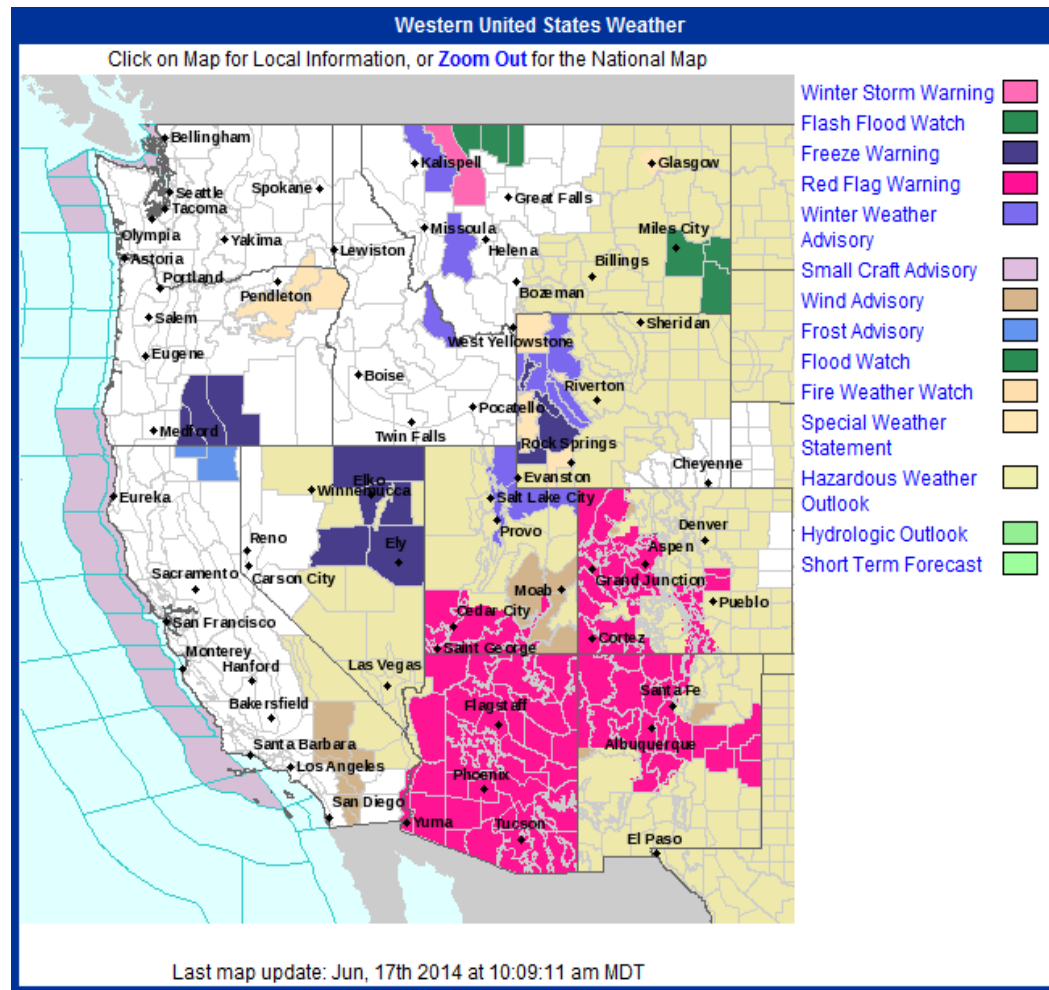 Western United States Weather
Click on Map for Local Information, or Zoom Out for the National Map
Winter Storm Warning
Flash Flood Watch
Freeze Warning
Red Flag Warning
Winter Weather
Advisory
Small Craft Advisory
Wind Advisory
Frost Advisory
Flood Watch
Fire Weather Watch
Special Weather
Statement
Hazardous Weather
Outlook
Hydrologic Outlook
Short Term Forecast
Bellingham
Kalispell
Glasgow
Seattle
Spokane
Great Falls
Tacoma
Olympia
Yakima
Lewiston
Missoula
Helena
Miles City
Astoria
Portland
Pendleton
Billings
Bozeman
Salem
West Yellowstone
Sheridan
Eugene
Boise
Riverton
Pocatello
Medford
Twin Falls
Rock Springs
Cheyenne
Evanston
Elko
Winnemucca
Eureka
Salt Lake City
Provo
Denver
Reno
Ely
Aspen
Carson City
Grand Junction
Sacramento
Moab
Pueblo
San Francisco
Cedar City
Cortez
Saint George
Monterey
Hanford
Las Vegas
Santa Fe
Bakersfield
Flagstaff
Albuquerque
Santa Barbara
Los Angeles
Phoenix
San Diego
Yuma
Tucson
El Paso
Last map update: Jun, 17th 2014 at 10:09:11 am MDT